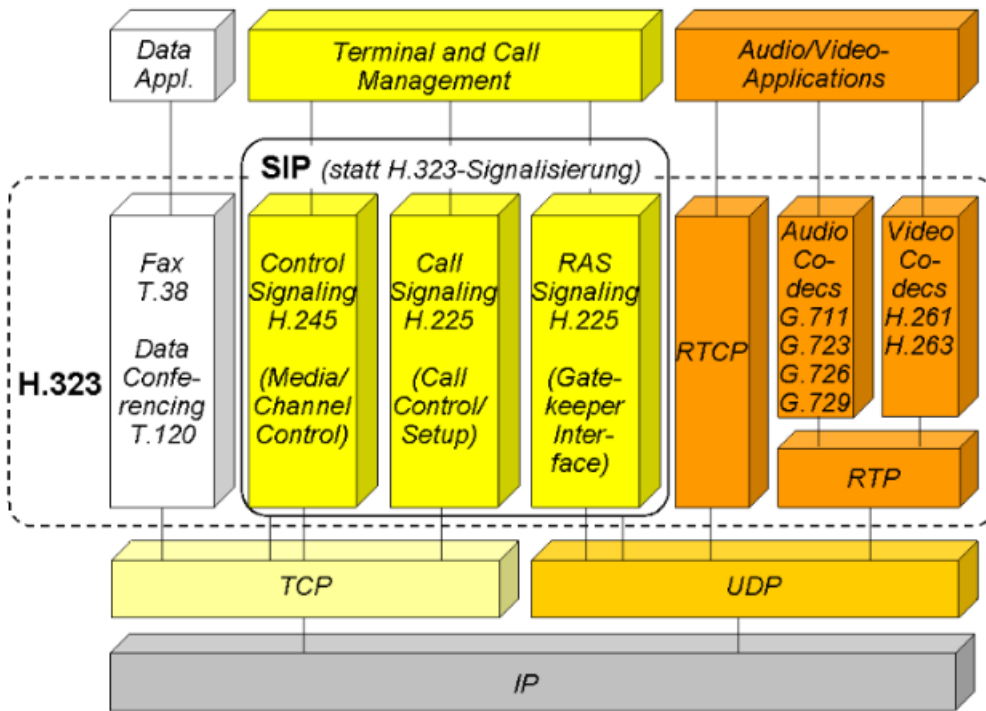 Data
Appl.
Terminal and Call
Management
Audio/Video-
Applications
SIP (statt H.323-Signalisierung)
H.323
Fax
T.38
Data
Confe-
rencing
T.120
Control
Signaling
H.245
(Media/
Channel
Control)
Call
Signaling
H.225
(Call
Control/
Setup)
RAS
Signaling
H.225
(Gate-
keeper
Inter-
face)
RTCP
Audio
Co-
decs
G.711
G.723
G.726
G.729
Video
Co-
decs
H.261
H.263
RTP
TCP
UDP
IP